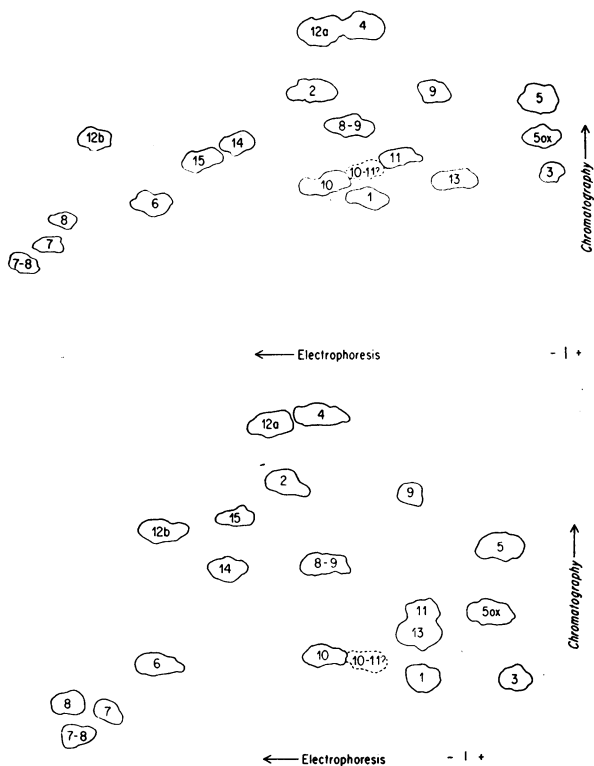 12a 4
2 9 5
8-9
12b 14 5ox
15 11
10-11? 3
10 13
6 1
8
7
7-8
Chromatography
← Electrophoresis - | +
12a 4
2
9
15
12b
5
14 8-9
11 5ox
13
10 10-11?
6
1 3
8 7
7-8
Chromatography
← Electrophoresis - | +